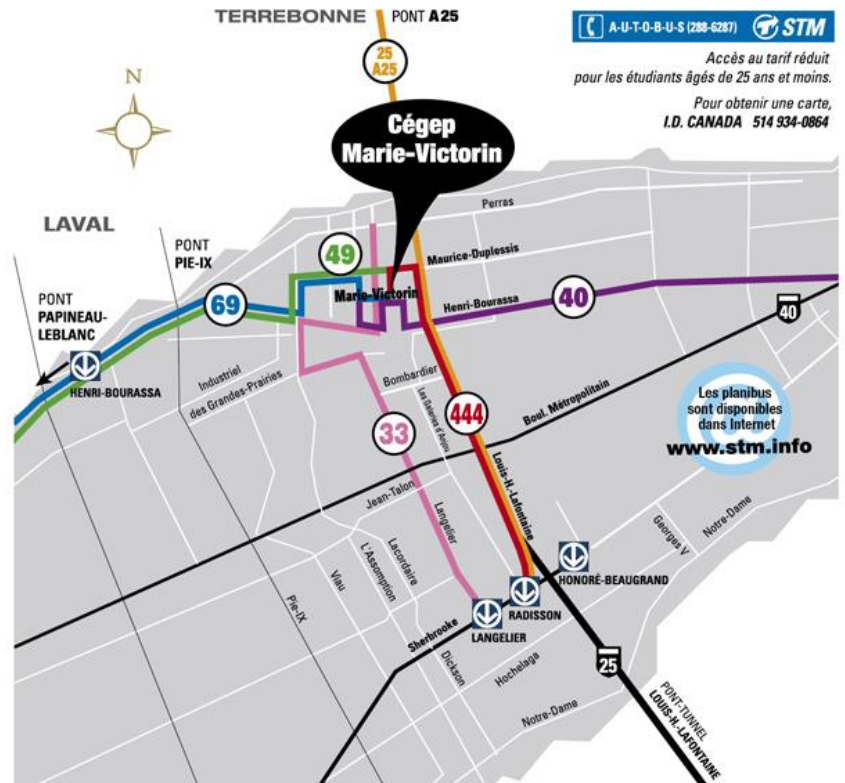 TERREBONNE
PONT A25
A-U-T-O-B-U-S (288-6287)
STM
25
A25
Accès au tarif réduit
pour les étudiants âgés de 25 ans et moins.
Pour obtenir une carte,
I.D. CANADA 514 934-0864
N
Cégep
Marie-Victorin
LAVAL
Perras
PONT
PIE-IX
49
Maurice-Duplessis
Marie-Victorin
PONT
PAPINEAU-
LEBLANC
69
Henri-Bourassa
40
40
HENRI-BOURASSA
Industriel
des Grandes-Prairies
Bombardier
Les Galeries d'Anjou
33
444
Boul. Métropolitain
Les planibus
sont disponibles
dans Internet
www.stm.info
Louis-H.-Lafontaine
Jean-Talon
Langelier
Georges V
Notre-Dame
Lacordaire
L'Assomption
Viau
Pie-IX
HONORÉ-BEAUGRAND
RADISSON
LANGELIER
Sherbrooke
Dickson
Hochelaga
25
Notre-Dame
PONT-TUNNEL
LOUIS-H.-LAFONTAINE